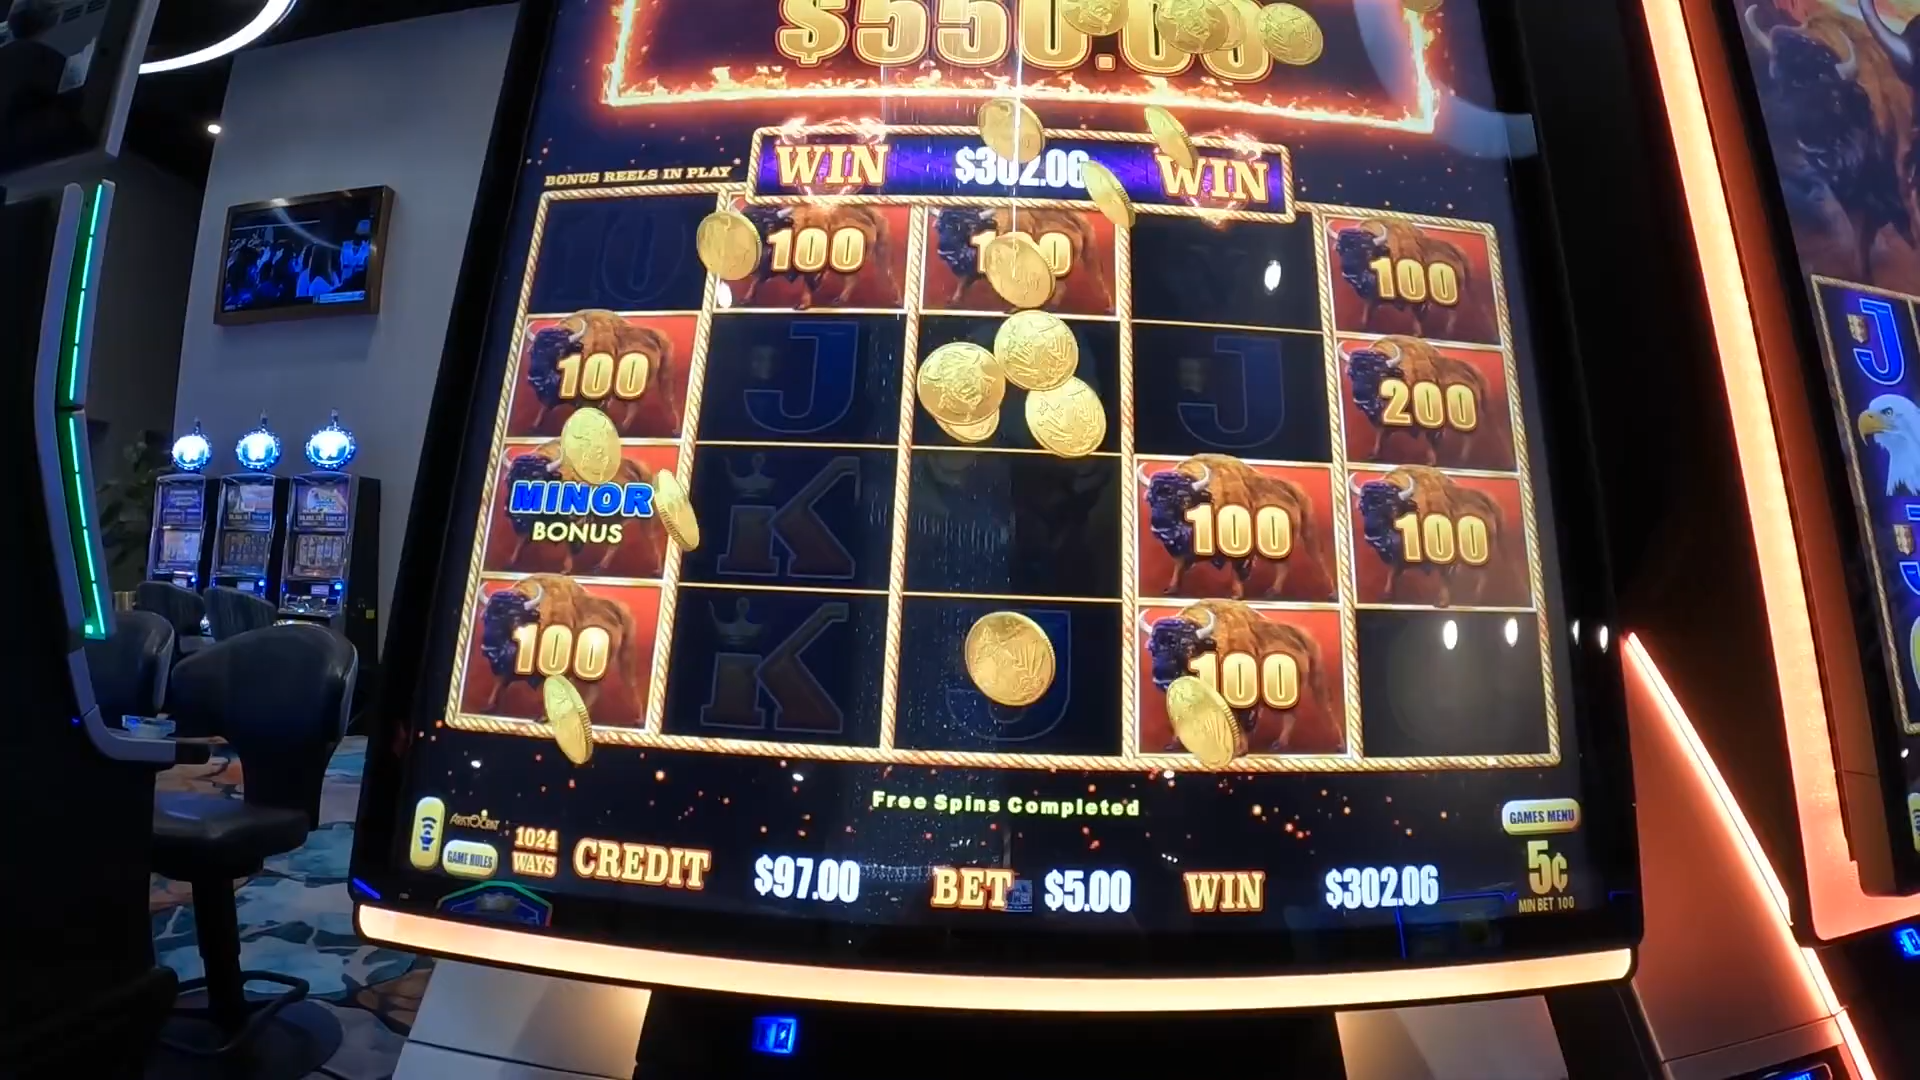 BONUS REELS IN PLAY
WIN $302.06 WIN
10 100 100
100 J J 200
MINOR BONUS K 100 100
100 K J 100
100
Free Spins Completed
ARISTOCRAT
GAME RULES
1024 WAYS
CREDIT $97.00 BET $5.00 WIN $302.06
GAMES MENU
5¢
MIN BET 100
J